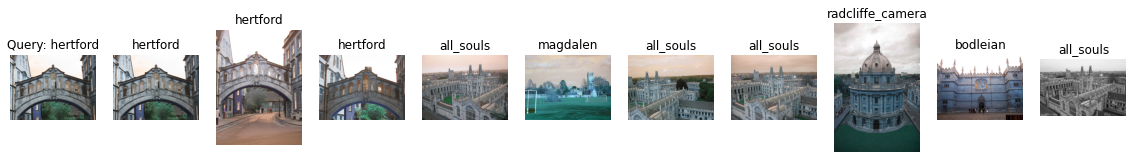 Query: hertford
hertford
hertford
hertford
all_souls
magdalen
all_souls
all_souls
radcliffe_camera
bodleian
all_souls